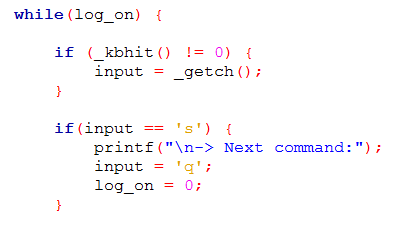 while(log_on) {
if (_kbhit() != 0) {
input = _getch();
}
if(input == 's') {
printf("\n-> Next command:");
input = 'q';
log_on = 0;
}